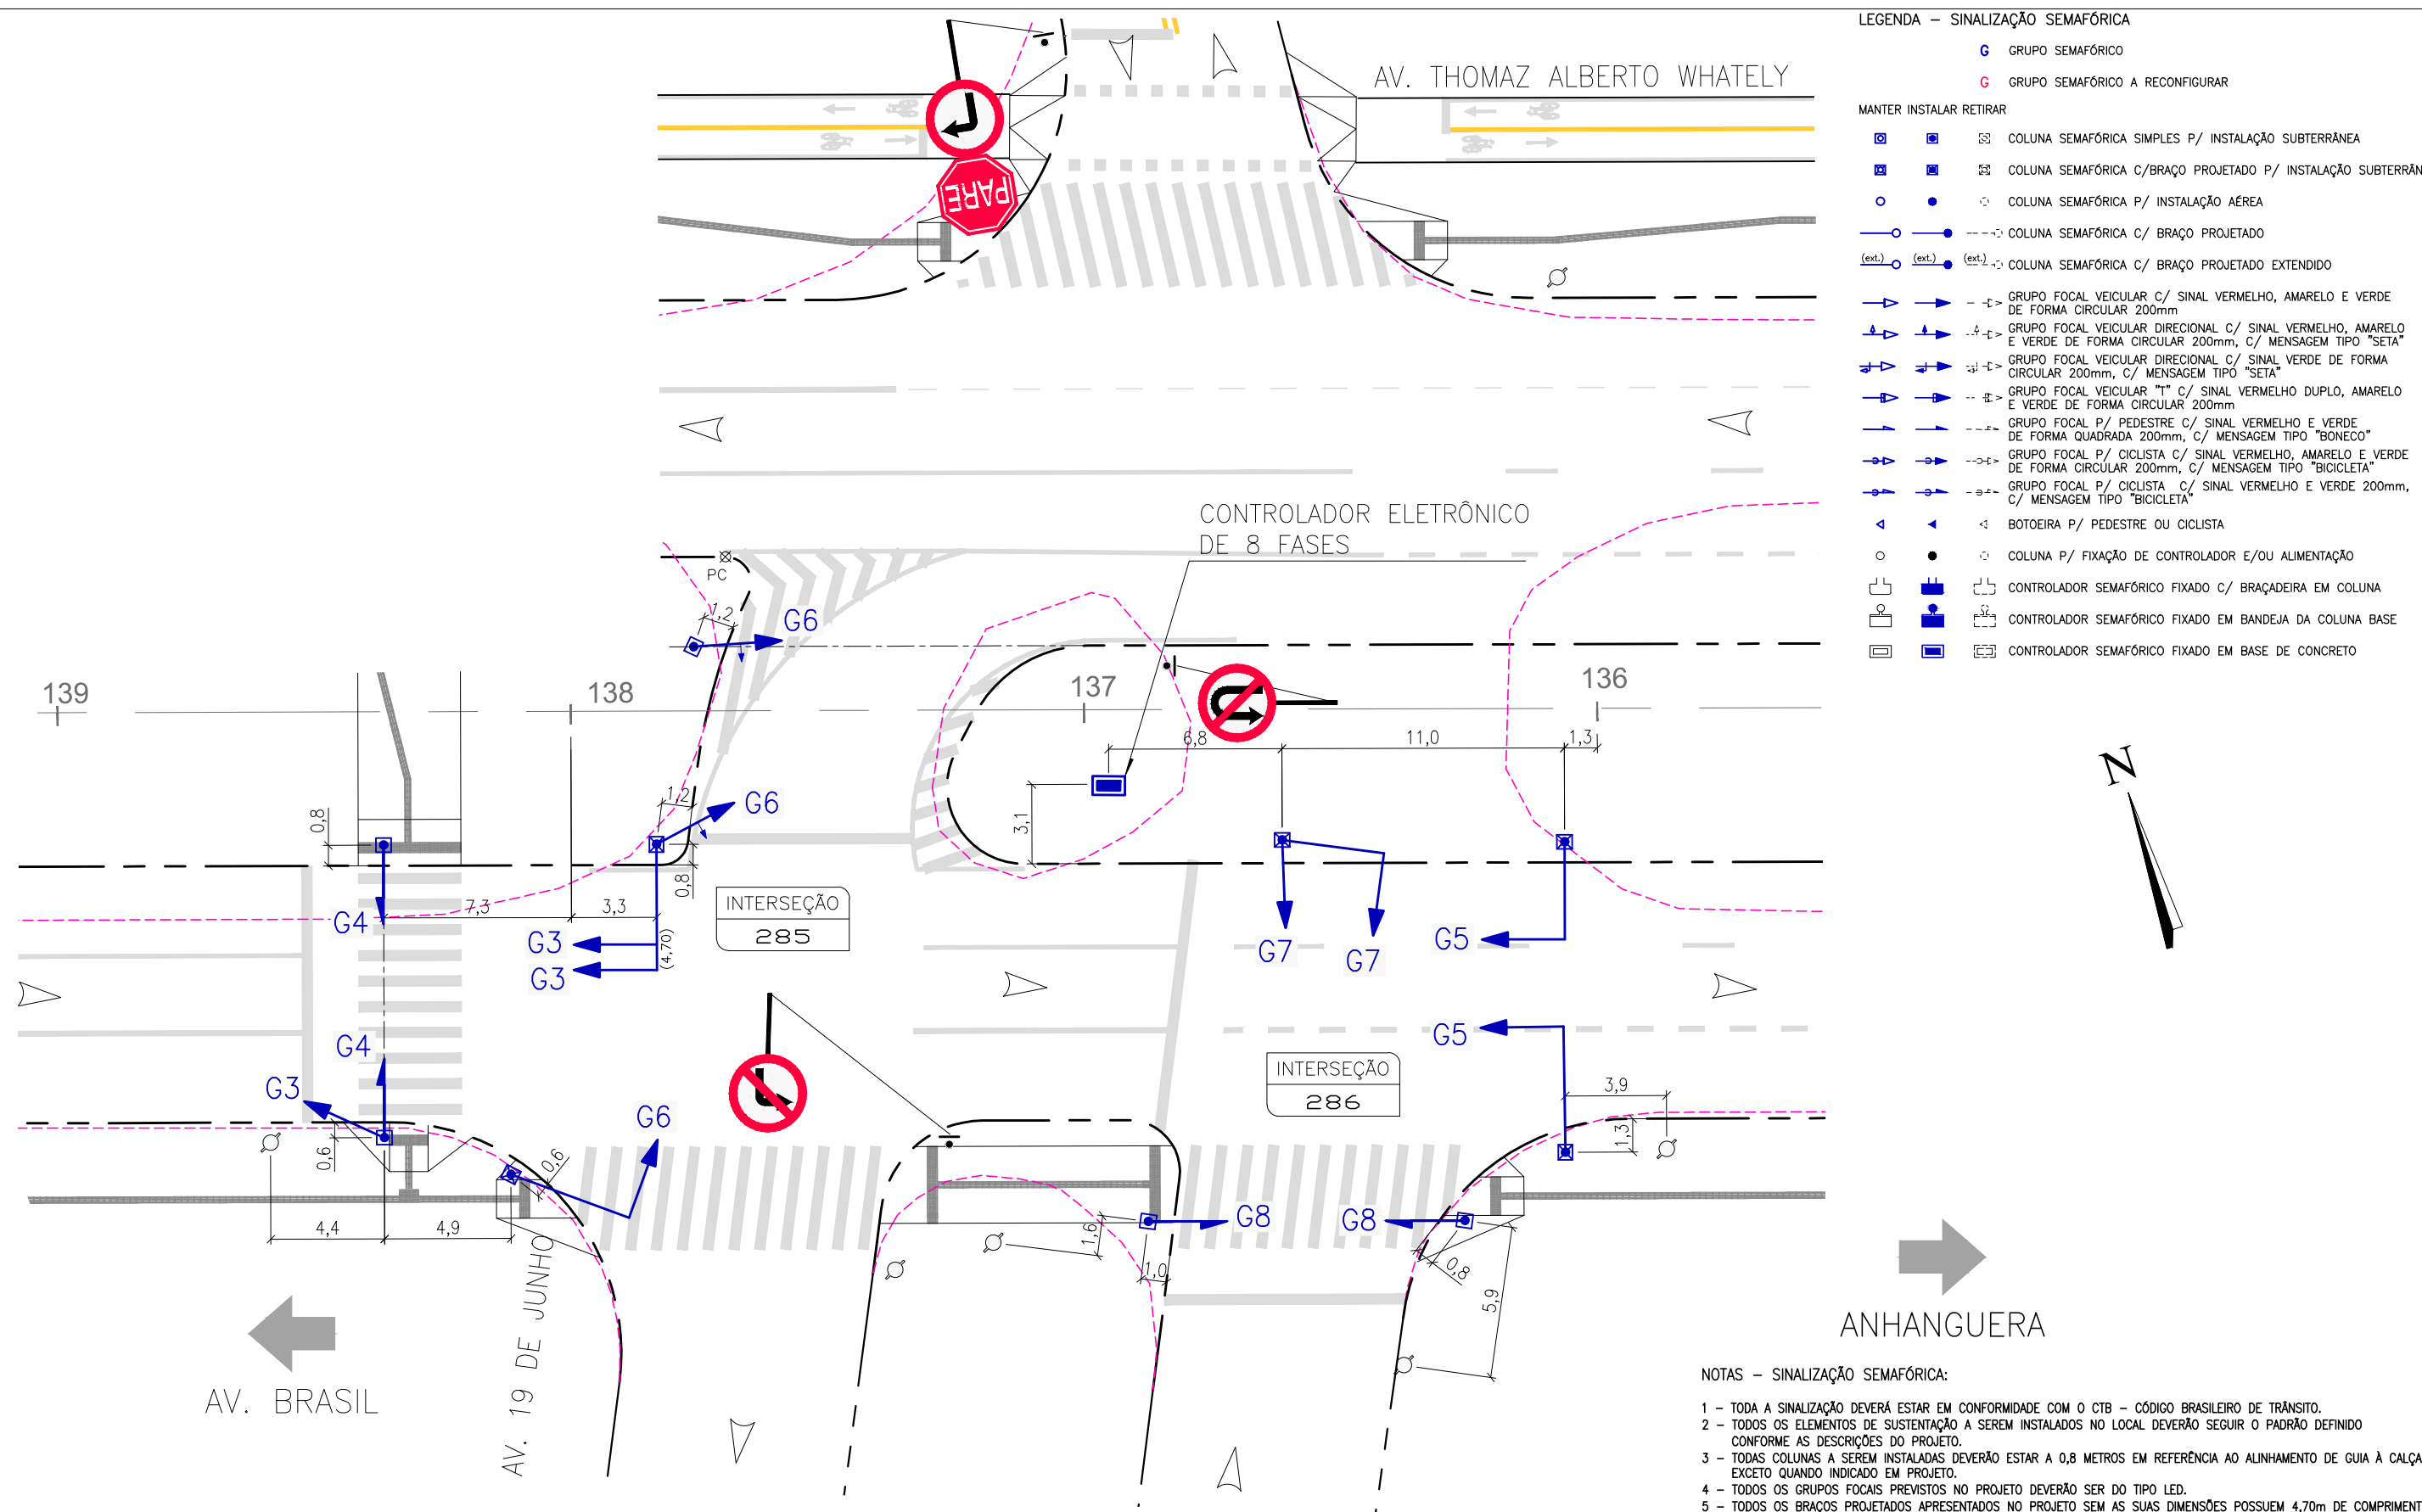 LEGENDA – SINALIZAÇÃO SEMAFÓRICA
G GRUPO SEMAFÓRICO
G GRUPO SEMAFÓRICO A RECONFIGURAR
MANTER INSTALAR RETIRAR
COLUNA SEMAFÓRICA SIMPLES P/ INSTALAÇÃO SUBTERRÂNEA
COLUNA SEMAFÓRICA C/BRAÇO PROJETADO P/ INSTALAÇÃO SUBTERRÂN
COLUNA SEMAFÓRICA P/ INSTALAÇÃO AÉREA
COLUNA SEMAFÓRICA C/ BRAÇO PROJETADO
(ext.) (ext.) (ext.) COLUNA SEMAFÓRICA C/ BRAÇO PROJETADO EXTENDIDO
GRUPO FOCAL VEICULAR C/ SINAL VERMELHO, AMARELO E VERDE
DE FORMA CIRCULAR 200mm
GRUPO FOCAL VEICULAR DIRECIONAL C/ SINAL VERMELHO, AMARELO
E VERDE DE FORMA CIRCULAR 200mm, C/ MENSAGEM TIPO "SETA"
GRUPO FOCAL VEICULAR DIRECIONAL C/ SINAL VERDE DE FORMA
CIRCULAR 200mm, C/ MENSAGEM TIPO "SETA"
GRUPO FOCAL VEICULAR "T" C/ SINAL VERMELHO DUPLO, AMARELO
E VERDE DE FORMA CIRCULAR 200mm
GRUPO FOCAL P/ PEDESTRE C/ SINAL VERMELHO E VERDE
DE FORMA QUADRADA 200mm, C/ MENSAGEM TIPO "BONECO"
GRUPO FOCAL P/ CICLISTA C/ SINAL VERMELHO, AMARELO E VERDE
DE FORMA CIRCULAR 200mm, C/ MENSAGEM TIPO "BICICLETA"
GRUPO FOCAL P/ CICLISTA C/ SINAL VERMELHO E VERDE 200mm,
C/ MENSAGEM TIPO "BICICLETA"
BOTOEIRA P/ PEDESTRE OU CICLISTA
COLUNA P/ FIXAÇÃO DE CONTROLADOR E/OU ALIMENTAÇÃO
CONTROLADOR SEMAFÓRICO FIXADO C/ BRAÇADEIRA EM COLUNA
CONTROLADOR SEMAFÓRICO FIXADO EM BANDEJA DA COLUNA BASE
CONTROLADOR SEMAFÓRICO FIXADO EM BASE DE CONCRETO
AV. THOMAZ ALBERTO WHATELY
PARE
CONTROLADOR ELETRÔNICO
DE 8 FASES
PC
1,2
G6
139
138
137
136
N
6,8
11,0
1,3
1,2
G6
0,8
3,1
0,8
G4
7,3
3,3
G3
G3
(4,70)
INTERSEÇÃO
285
G7
G7
G5
G4
G3
G5
INTERSEÇÃO
286
3,9
1,3
0,6
0,6
G6
4,4
4,9
G8
G8
1,6
1,0
0,8
5,9
AV. BRASIL
AV. 19 DE JUNHO
ANHANGUERA
NOTAS – SINALIZAÇÃO SEMAFÓRICA:
1 – TODA A SINALIZAÇÃO DEVERÁ ESTAR EM CONFORMIDADE COM O CTB – CÓDIGO BRASILEIRO DE TRÂNSITO.
2 – TODOS OS ELEMENTOS DE SUSTENTAÇÃO A SEREM INSTALADOS NO LOCAL DEVERÃO SEGUIR O PADRÃO DEFINIDO
CONFORME AS DESCRIÇÕES DO PROJETO.
3 – TODAS COLUNAS A SEREM INSTALADAS DEVERÃO ESTAR A 0,8 METROS EM REFERÊNCIA AO ALINHAMENTO DE GUIA À CALÇA
EXCETO QUANDO INDICADO EM PROJETO.
4 – TODOS OS GRUPOS FOCAIS PREVISTOS NO PROJETO DEVERÃO SER DO TIPO LED.
5 – TODOS OS BRAÇOS PROJETADOS APRESENTADOS NO PROJETO SEM AS SUAS DIMENSÕES POSSUEM 4,70m DE COMPRIMENT